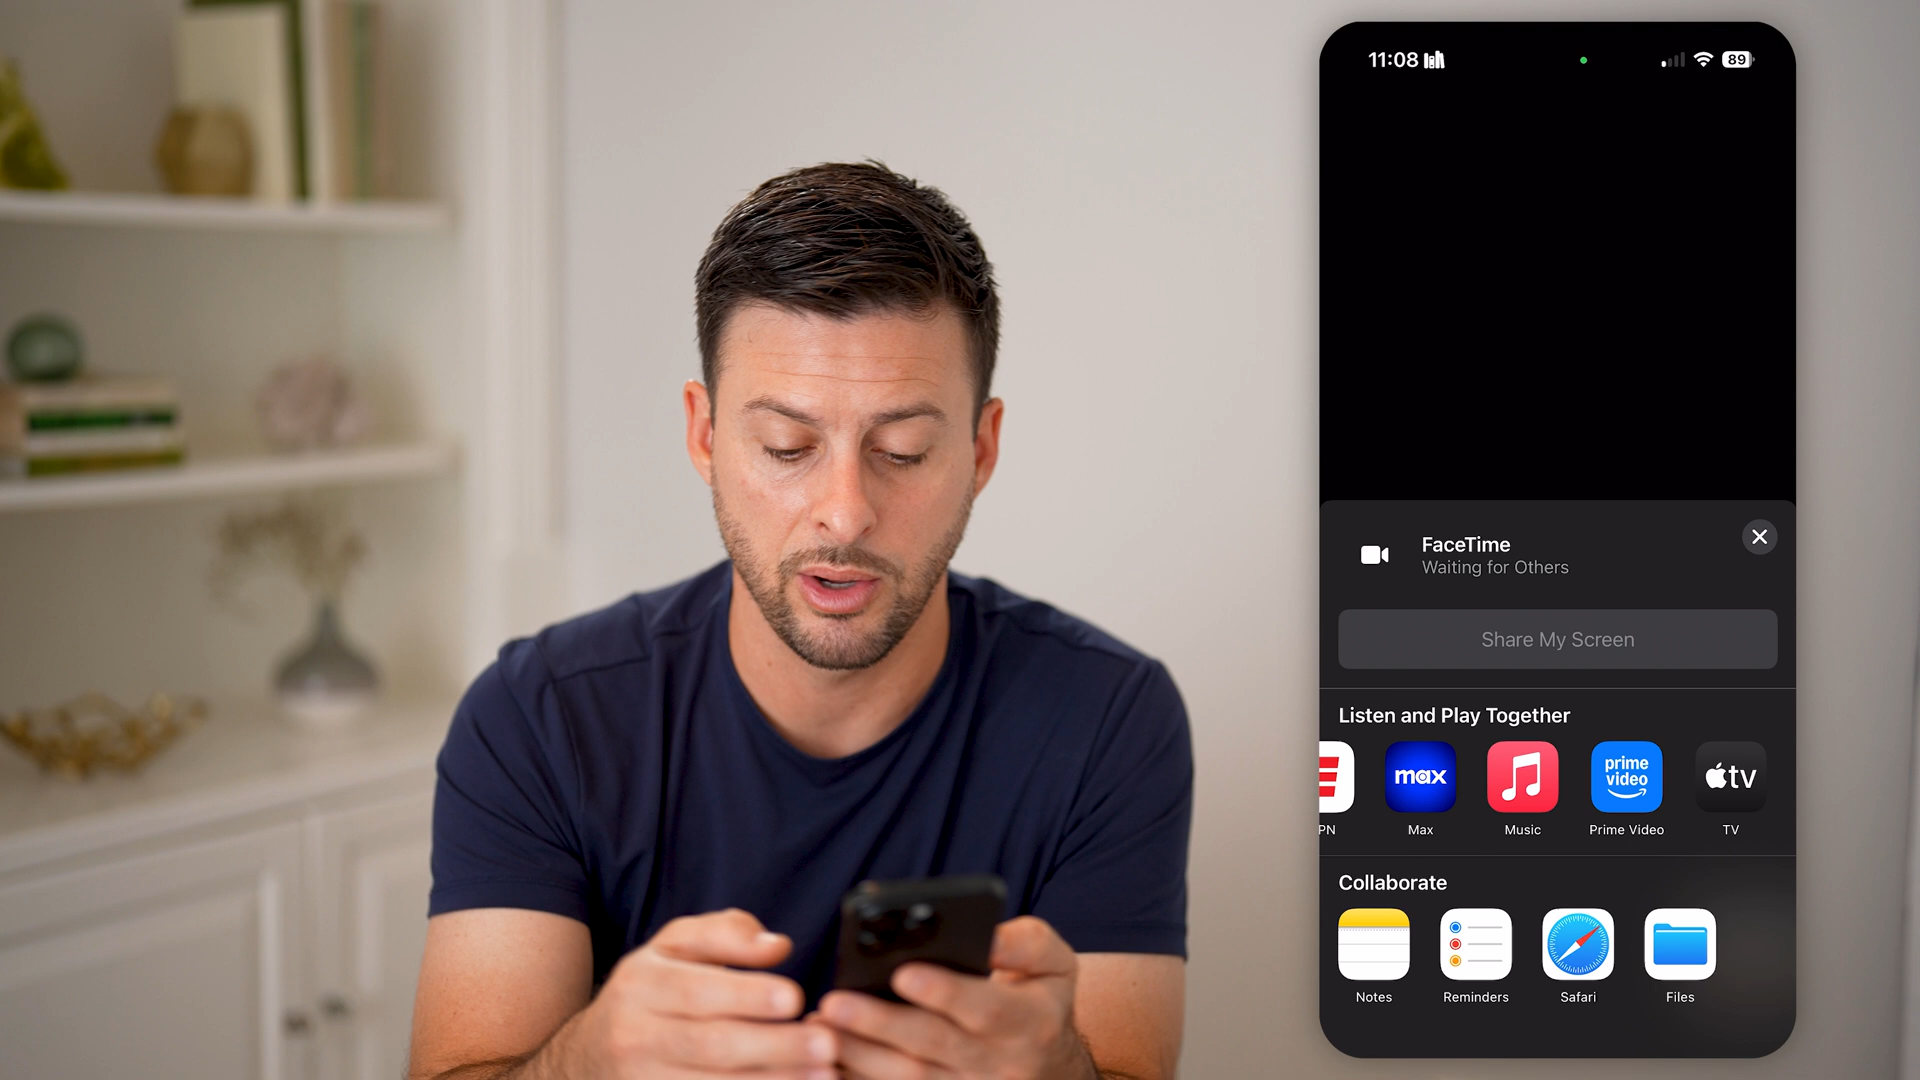 11:08
89
FaceTime
Waiting for Others
Share My Screen
Listen and Play Together
max
prime
video
tv
PN
Max
Music
Prime Video
TV
Collaborate
Notes
Reminders
Safari
Files